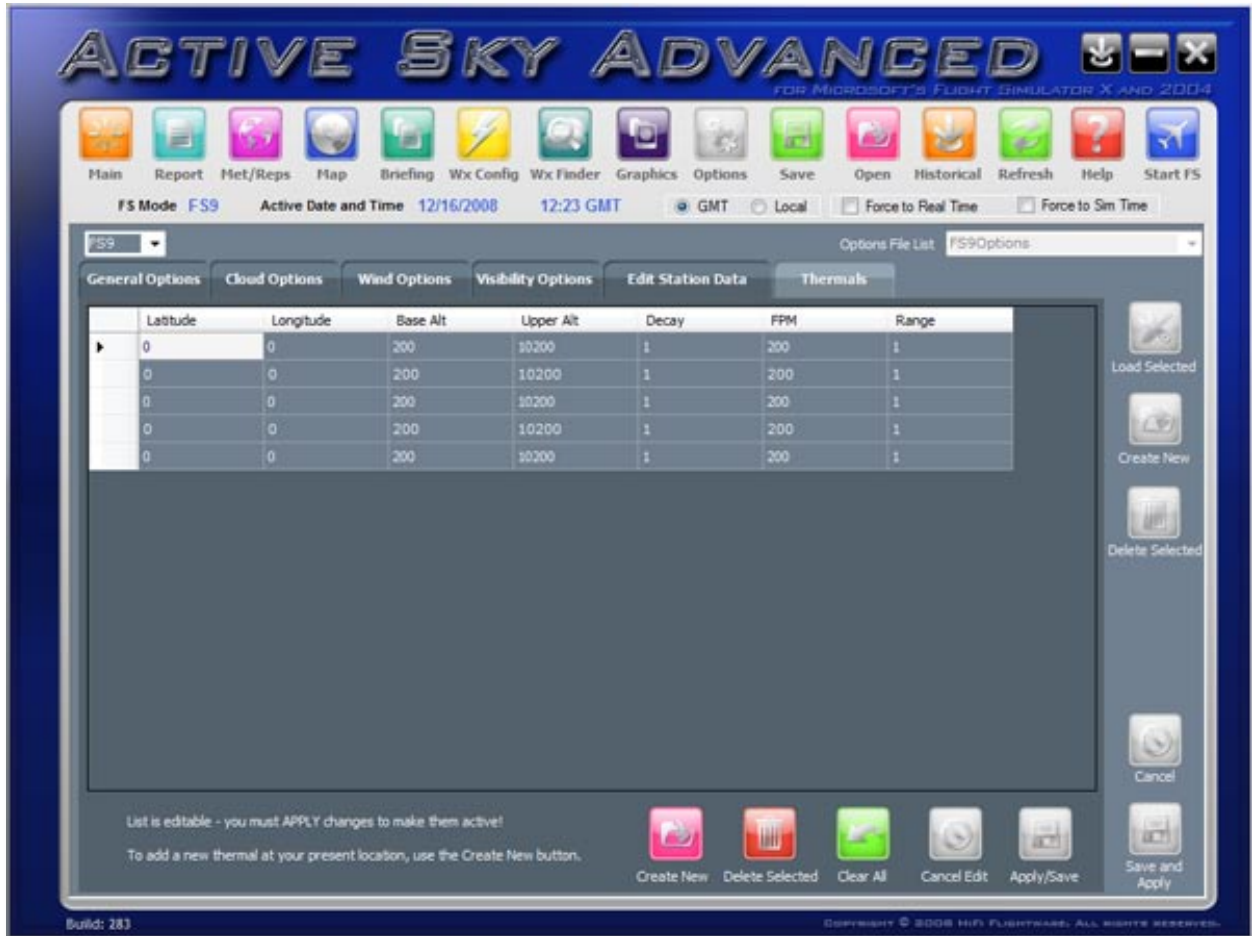 ACTIVE SKY ADVANCED
FOR MICROSOFT'S FLIGHT SIMULATOR X AND 2004
Main Report Met/Reps Map Briefing Wx Config Wx Finder Graphics Options Save Open Historical Refresh Help Start FS
FS Mode FS9 Active Date and Time 12/16/2008 12:23 GMT GMT Local Force to Real Time Force to Sim Time
FS9 Options File List FS9Options
General Options Cloud Options Wind Options Visibility Options Edit Station Data Thermals
Latitude Longitude Base Alt Upper Alt Decay FPM Range
0 0 200 10200 1 200 1
0 0 200 10200 1 200 1
0 0 200 10200 1 200 1
0 0 200 10200 1 200 1
0 0 200 10200 1 200 1
Load Selected
Create New
Delete Selected
Cancel
List is editable - you must APPLY changes to make them active!
To add a new thermal at your present location, use the Create New button.
Create New Delete Selected Clear All Cancel Edit Apply/Save
Save and Apply
Build: 283
COPYRIGHT © 2008 HIFI FLIGHTWARE. ALL RIGHTS RESERVED.